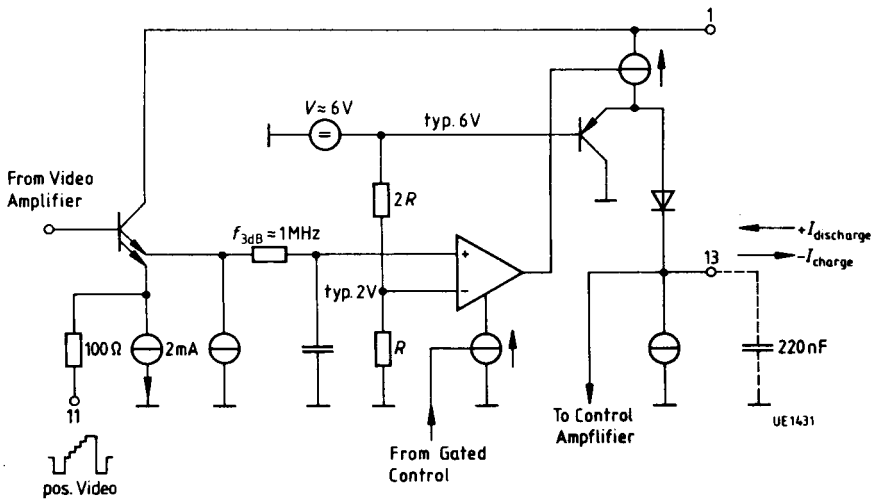 1
V≈6V
=
typ. 6V
From Video
Amplifier
2R
f3dB≈1MHz
+
+Idischarge
-Icharge
13
typ. 2V
-
100Ω
2mA
R
220nF
11
To Control
Ampflifier
UE1431
From Gated
Control
pos. Video